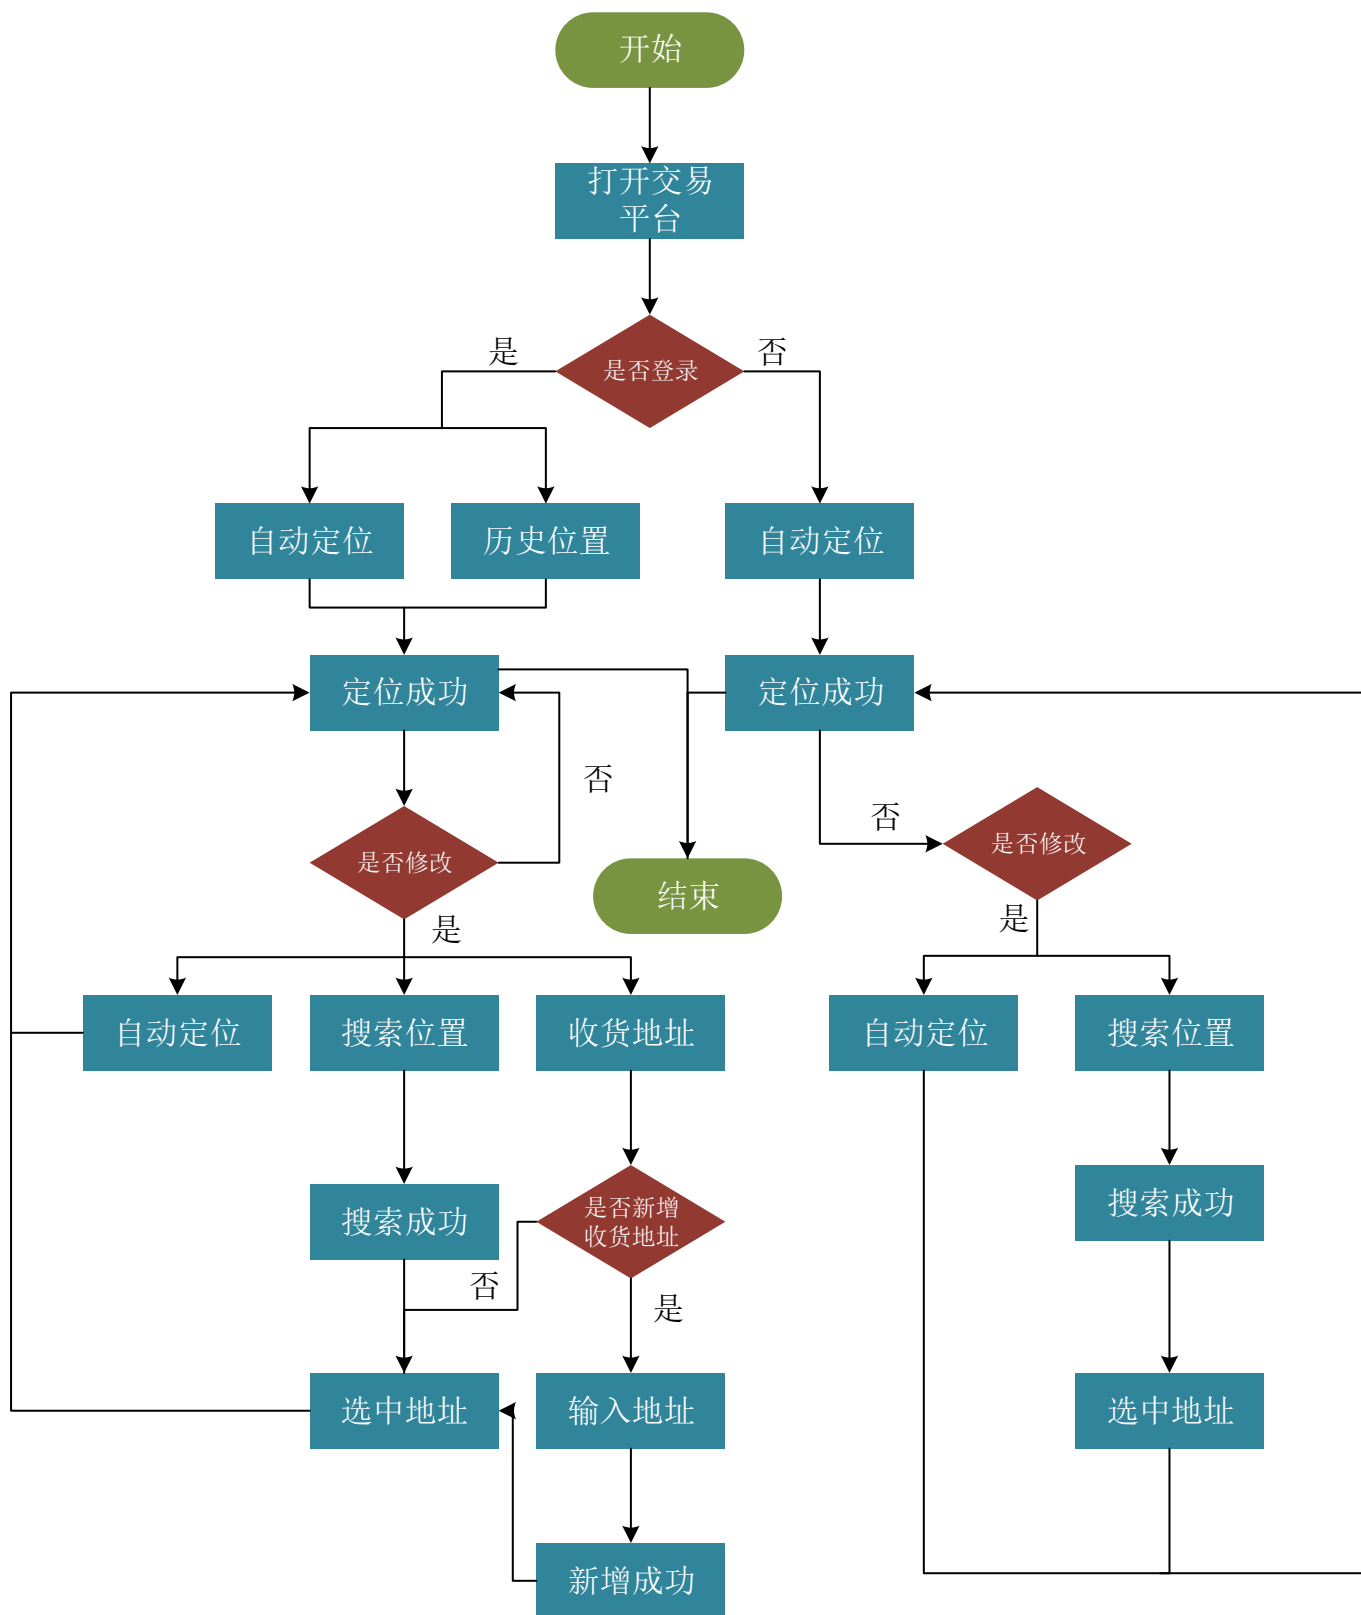 开始
打开交易
平台
是
否
是否登录
自动定位
历史位置
自动定位
定位成功
定位成功
否
否
是否修改
是否修改
结束
是
是
自动定位
搜索位置
收货地址
自动定位
搜索位置
搜索成功
是否新增
收货地址
搜索成功
否
是
选中地址
输入地址
选中地址
新增成功